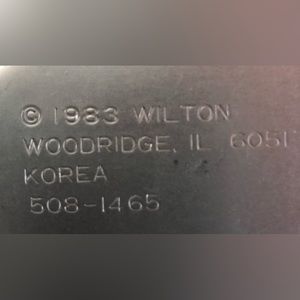 © 1983 WILTON
WOODRIDGE, IL 6051
KOREA
508-1465